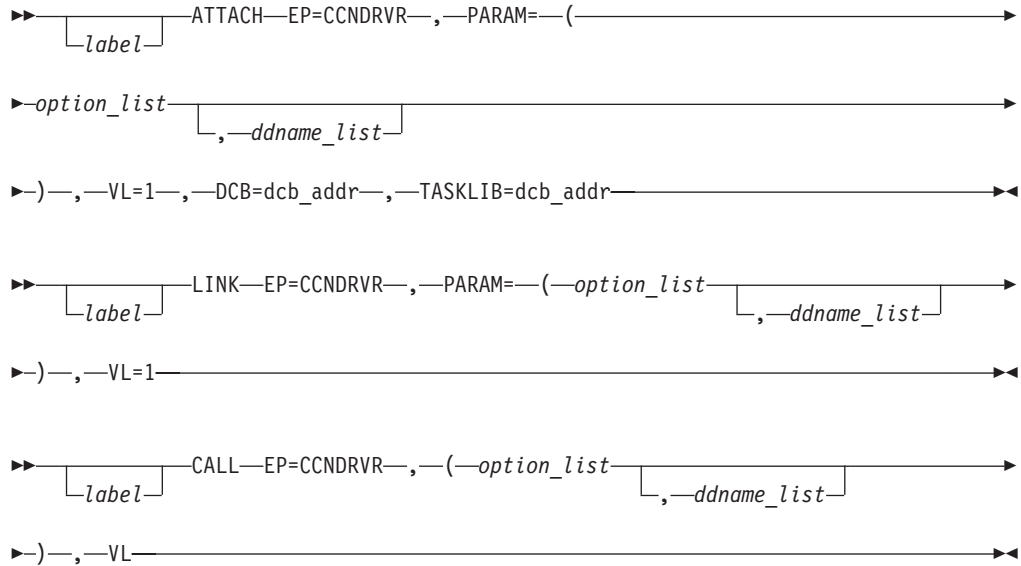 ATTACH EP=CCNDRVR , PARAM= (
label
option_list
, ddname_list
) , VL=1 , DCB=dcb_addr , TASKLIB=dcb_addr
LINK EP=CCNDRVR , PARAM= ( option_list
label , ddname_list
) , VL=1
CALL EP=CCNDRVR , ( option_list
label , ddname_list
) , VL